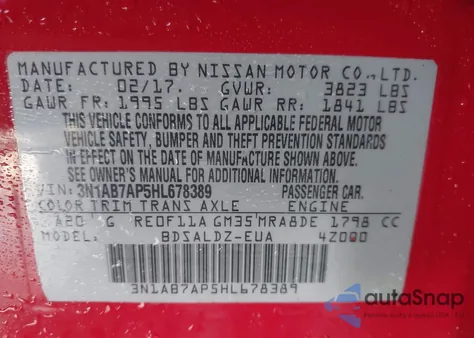 MANUFACTURED BY NISSAN MOTOR CO.,LTD.
DATE: 02/17. GVWR: 3823 LBS
GAWR FR: 1995 LBS GAWR RR: 1841 LBS
THIS VEHICLE CONFORMS TO ALL APPLICABLE FEDERAL MOTOR
VEHICLE SAFETY, BUMPER AND THEFT PREVENTION STANDARDS
IN EFFECT ON THE DATE OF MANUFACTURE SHOWN ABOVE.
SEE OWNER'S MANUAL FOR ADDITIONAL INFORMATION.
VIN: 3N1AB7AP5HL678389 PASSENGER CAR.
COLOR TRIM TRANS AXLE ENGINE
A20 G RE0F11A GM35 MRA8DE 1798 CC
MODEL: BDSALDZ-EUA 4Z000
3N1AB7AP5HL678389
autoSnap